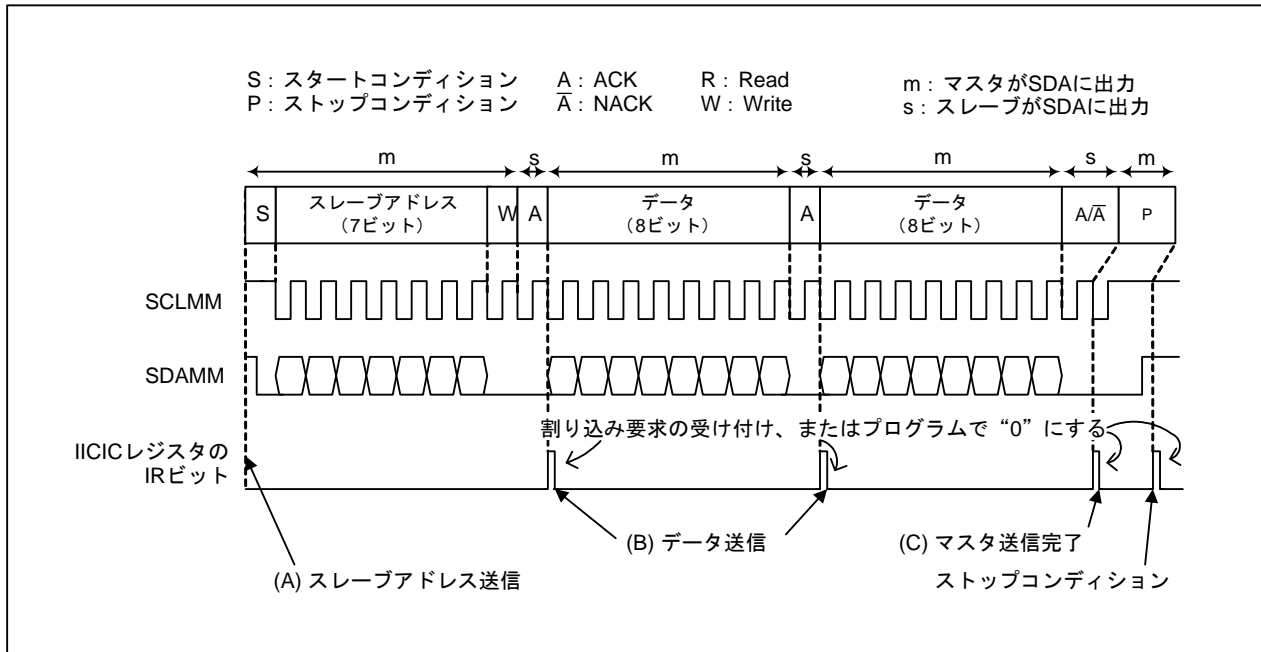 S：スタートコンディション A：ACK R：Read m：マスタがSDAに出力
P：ストップコンディション A̅：NACK W：Write s：スレーブがSDAに出力
m s m s m s m
S スレーブアドレス（7ビット） W A データ（8ビット） A データ（8ビット） A/A̅ P
SCLMM
SDAMM
割り込み要求の受け付け、またはプログラムで“0”にする
IICICレジスタの
IRビット
(B) データ送信 (C) マスタ送信完了
(A) スレーブアドレス送信 ストップコンディション